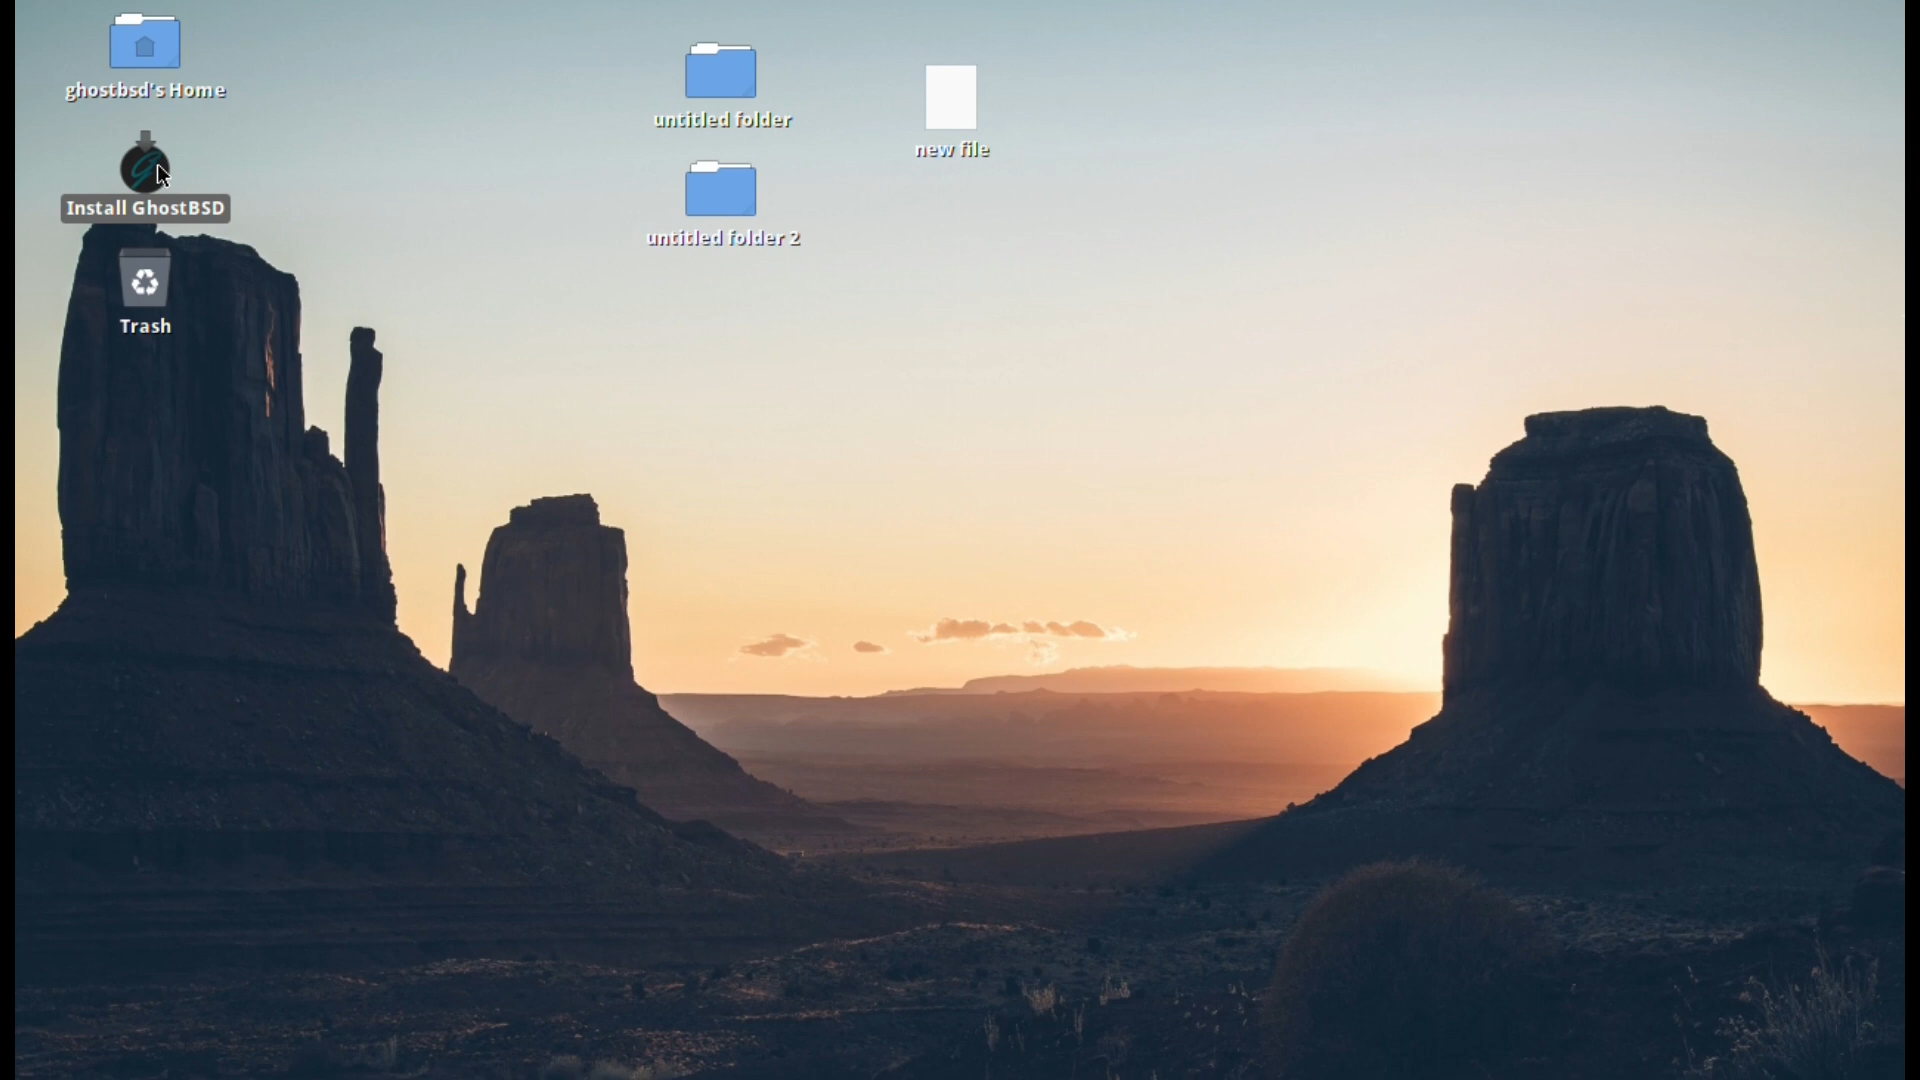 ghostbsd's Home
Install GhostBSD
Trash
untitled folder
untitled folder 2
new file